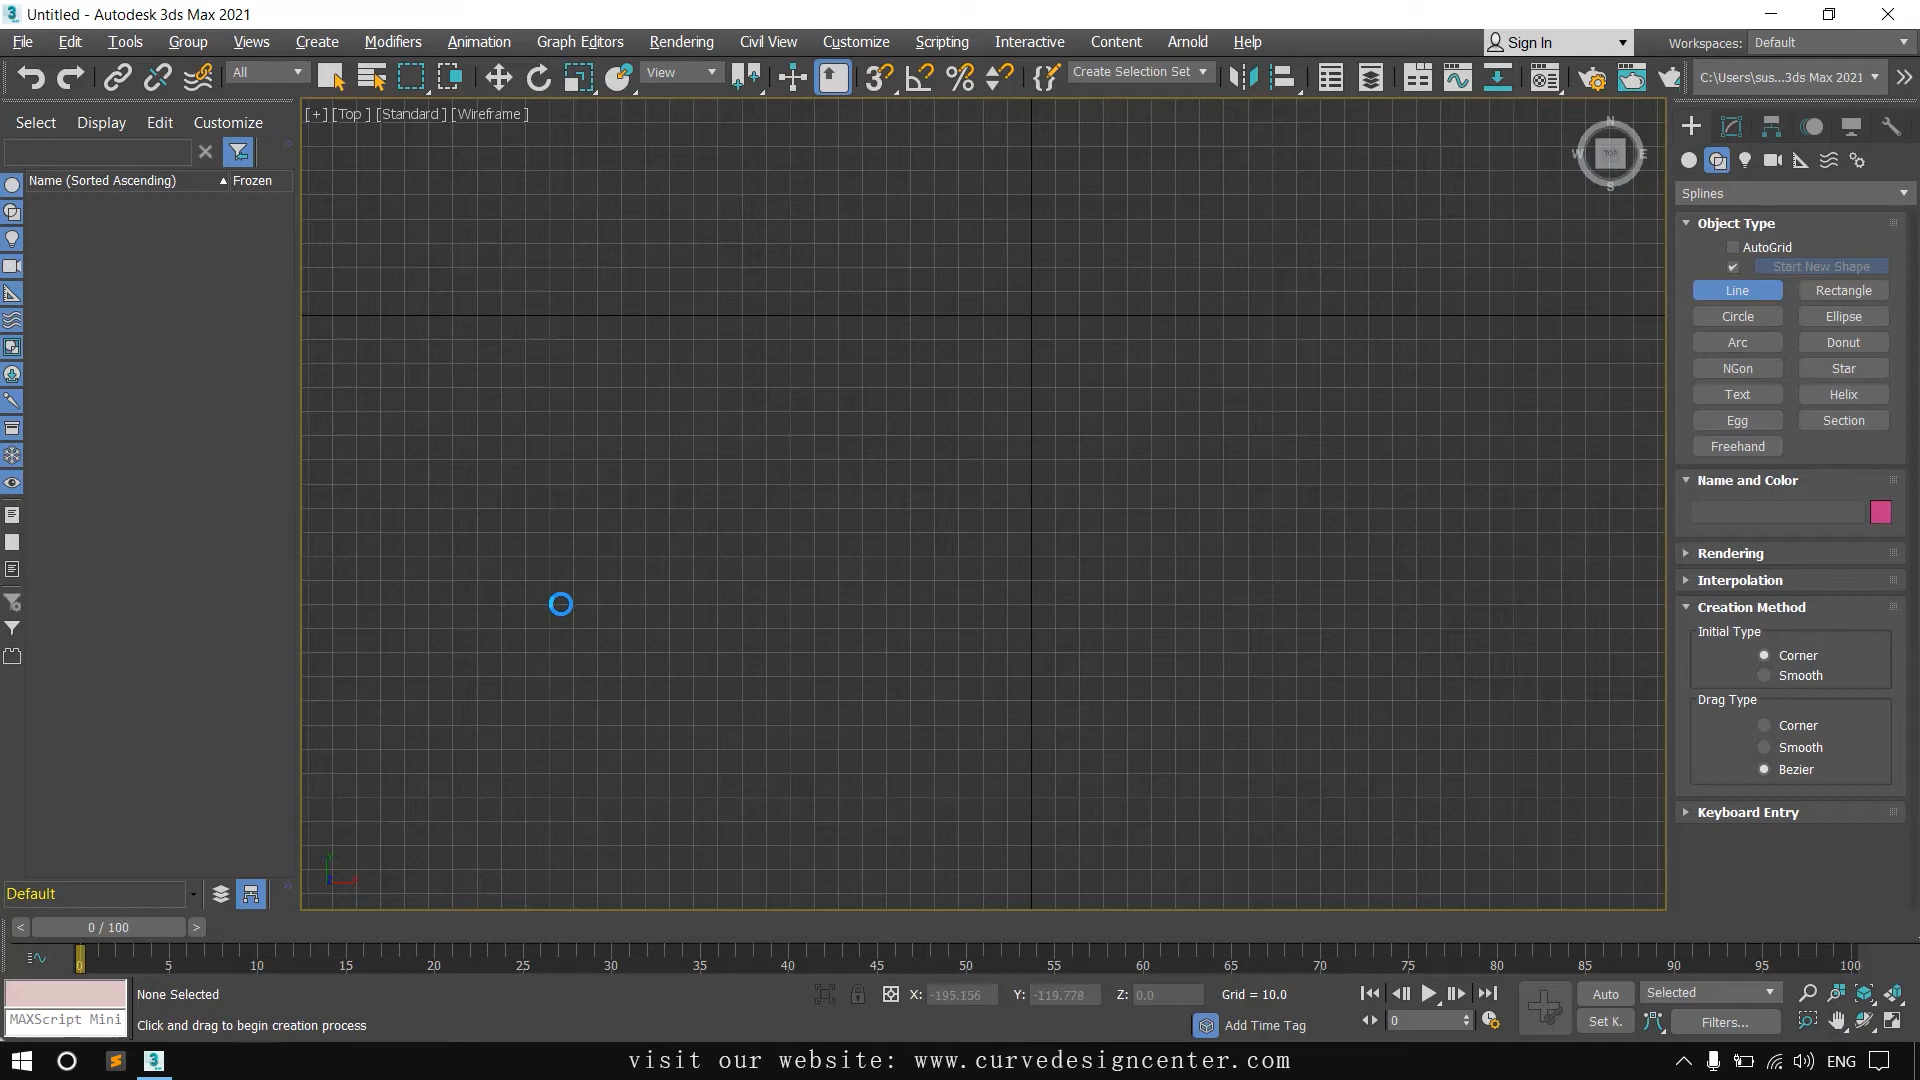 Untitled - Autodesk 3ds Max 2021
File Edit Tools Group Views Create Modifiers Animation Graph Editors Rendering Civil View Customize Scripting Interactive Content Arnold Help Sign In Workspaces: Default
All View Create Selection Set C:\Users\sus...3ds Max 2021
Select Display Edit Customize
[+] [Top ] [Standard ] [Wireframe ]
N
W TOP E
S
Name (Sorted Ascending) Frozen
Splines
Object Type
AutoGrid
Start New Shape
Line Rectangle
Circle Ellipse
Arc Donut
NGon Star
Text Helix
Egg Section
Freehand
Name and Color
Rendering
Interpolation
Creation Method
Initial Type
Corner
Smooth
Drag Type
Corner
Smooth
Bezier
Keyboard Entry
Default
0 / 100
0 5 10 15 20 25 30 35 40 45 50 55 60 65 70 75 80 85 90 95 100
None Selected X: -195.156 Y: -119.778 Z: 0.0 Grid = 10.0 Auto Selected
MAXScript Mini Click and drag to begin creation process Add Time Tag 0 Set K. Filters...
visit our website: www.curvedesigncenter.com ENG